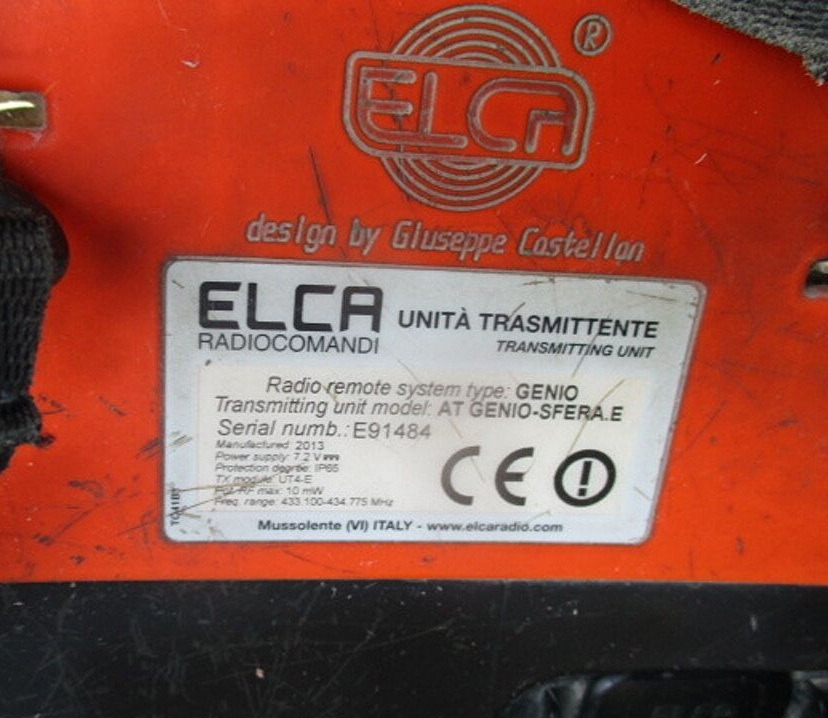 ®
ELCA
design by Giuseppe Castellan
ELCA UNITÀ TRASMITTENTE
RADIOCOMANDI TRANSMITTING UNIT
Radio remote system type: GENIO
Transmitting unit model: AT GENIO-SFERA.E
Serial numb.: E91484
Manufactured 2013
Power supply: 7.2 V
Protection degree: IP65
TX module: UT4-E
RF max: 10 mW
Freq. range: 433.100-434.775 MHz
CE
Mussolente (VI) ITALY - www.elcaradio.com